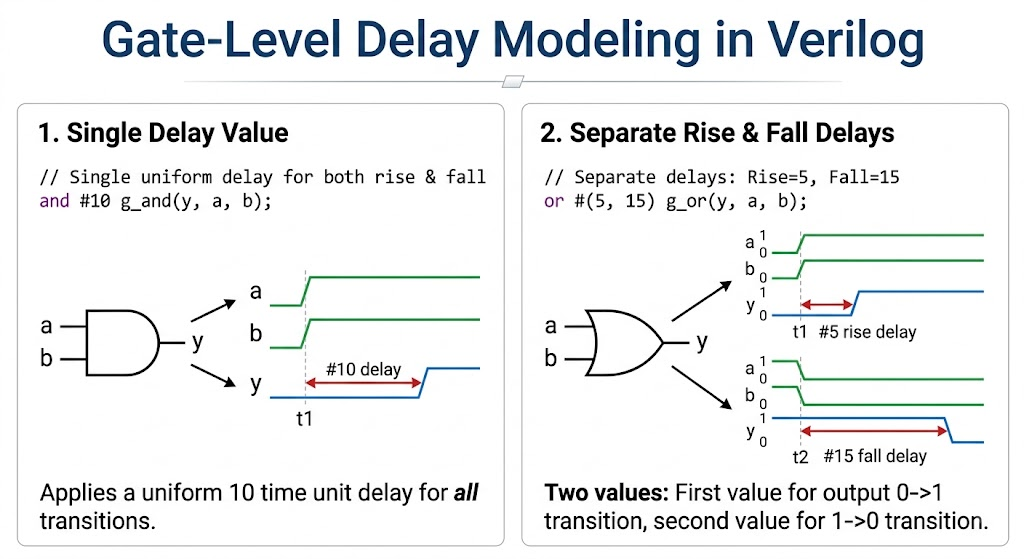 Gate-Level Delay Modeling in Verilog
1. Single Delay Value
// Single uniform delay for both rise & fall
and #10 g_and(y, a, b);
a
b
y
a
b
y
#10 delay
t1
Applies a uniform 10 time unit delay for all
transitions.
2. Separate Rise & Fall Delays
// Separate delays: Rise=5, Fall=15
or #(5, 15) g_or(y, a, b);
a
b
y
a 1
0
b
0
1
y
0
t1 #5 rise delay
a 1
0
b
0
1
y
0
t2 #15 fall delay
Two values: First value for output 0->1
transition, second value for 1->0 transition.